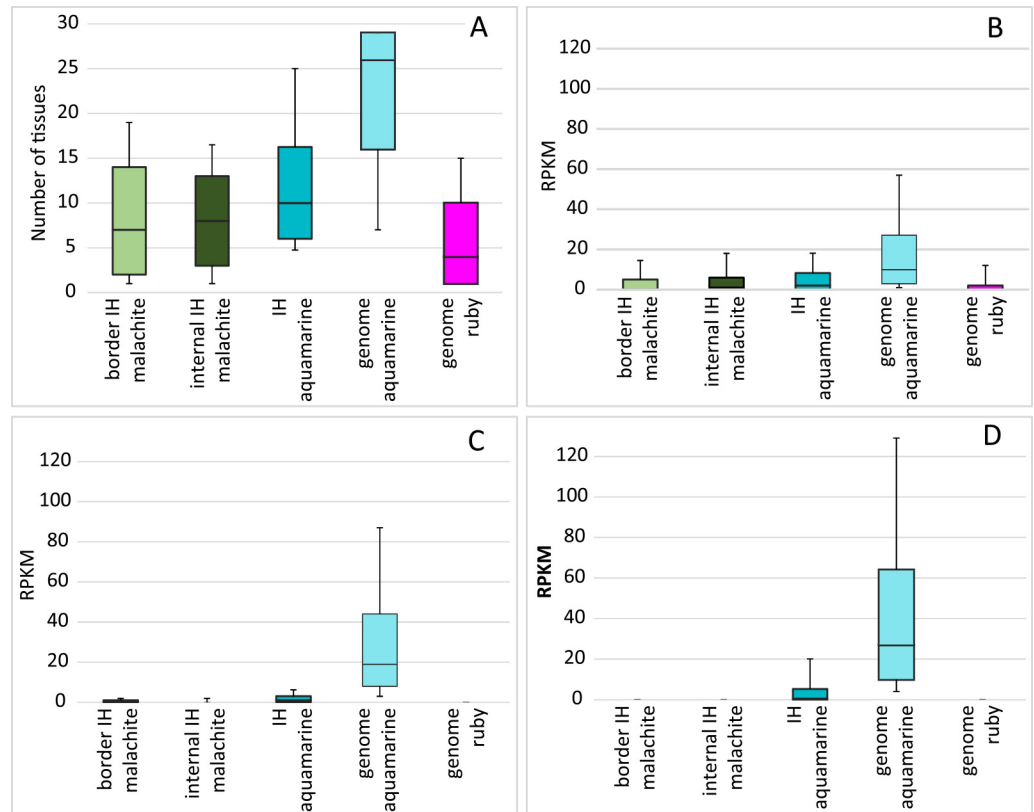 A
30
25
20
15
10
5
0
Number of tissues
border IH
malachite
internal IH
malachite
IH
aquamarine
genome
aquamarine
genome
ruby
B
120
100
80
60
40
20
0
RPKM
border IH
malachite
internal IH
malachite
IH
aquamarine
genome
aquamarine
genome
ruby
C
120
100
80
60
40
20
0
RPKM
border IH
malachite
internal IH
malachite
IH
aquamarine
genome
aquamarine
genome
ruby
D
120
100
80
60
40
20
0
RPKM
border IH
malachite
internal IH
malachite
IH
aquamarine
genome
aquamarine
genome
ruby